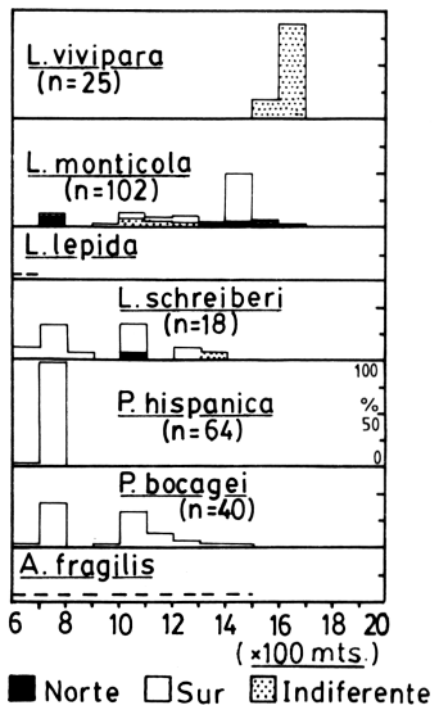 L. vivipara
(n=25)
L. monticola
(n=102)
L. lepida
L. schreiberi
(n=18)
P. hispanica
(n=64)
100
%
50
0
P. bocagei
(n=40)
A. fragilis
6 8 10 12 14 16 18 20
(×100 mts.)
Norte Sur Indiferente